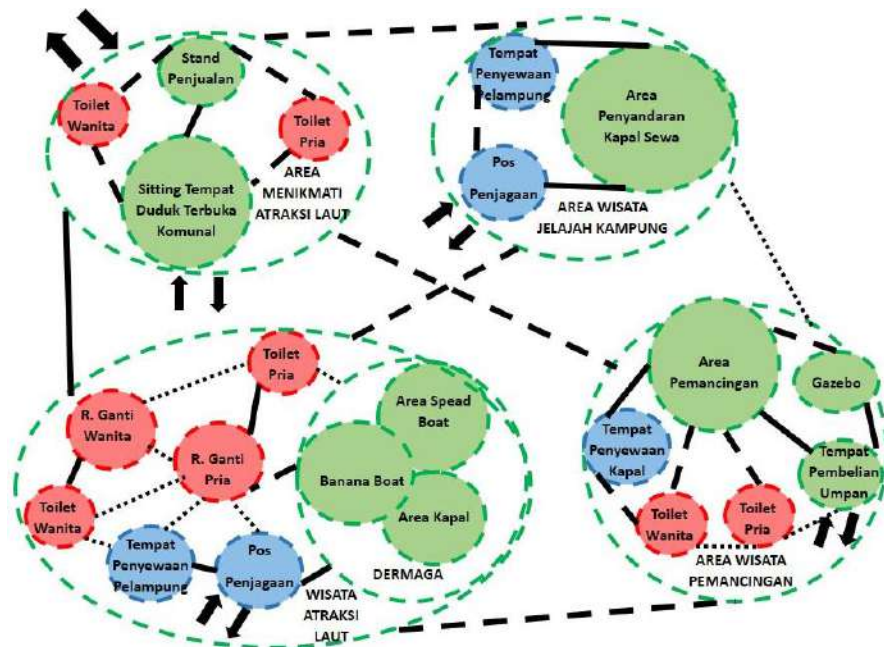 Stand
Penjualan
Toilet
Wanita
Toilet
Pria
Sitting Tempat
Duduk Terbuka
Komunal
AREA
MENIKMATI
ATRAKSI LAUT
Tempat
Penyewaan
Pelampung
Area
Penyandaran
Kapal Sewa
Pos
Penjagaan
AREA WISATA
JELAJAH KAMPUNG
Toilet
Pria
R. Ganti
Wanita
R. Ganti
Pria
Toilet
Wanita
Tempat
Penyewaan
Pelampung
Pos
Penjagaan
Area Spead
Boat
Banana Boat
Area Kapal
DERMAGA
WISATA
ATRAKSI
LAUT
Area
Pemancingan
Gazebo
Tempat
Penyewaan
Kapal
Tempat
Pembelian
Umpan
Toilet
Wanita
Toilet
Pria
AREA WISATA
PEMANCINGAN